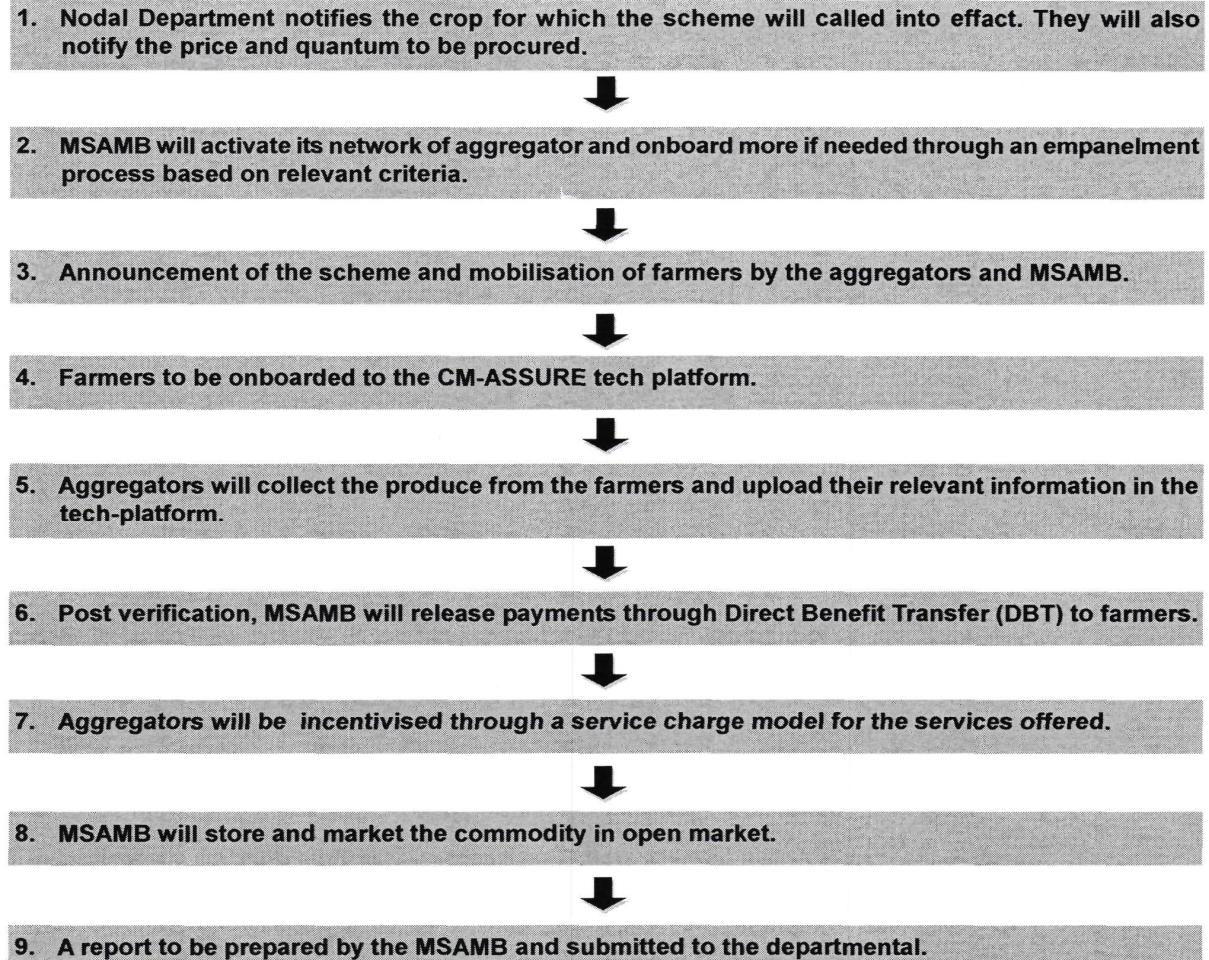 1. Nodal Department notifies the crop for which the scheme will called into effact. They will also
notify the price and quantum to be procured.
2. MSAMB will activate its network of aggregator and onboard more if needed through an empanelment
process based on relevant criteria.
3. Announcement of the scheme and mobilisation of farmers by the aggregators and MSAMB.
4. Farmers to be onboarded to the CM-ASSURE tech platform.
5. Aggregators will collect the produce from the farmers and upload their relevant information in the
tech-platform.
6. Post verification, MSAMB will release payments through Direct Benefit Transfer (DBT) to farmers.
7. Aggregators will be incentivised through a service charge model for the services offered.
8. MSAMB will store and market the commodity in open market.
9. A report to be prepared by the MSAMB and submitted to the departmental.